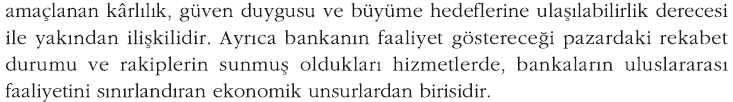 amaçlanan kârlılık, güven duygusu ve büyüme hedeflerine ulaşılabilirlik derecesi
ile yakından ilişkilidir. Ayrıca bankanın faaliyet göstereceği pazardaki rekabet
durumu ve rakiplerin sunmuş oldukları hizmetlerde, bankaların uluslararası
faaliyetini sınırlandıran ekonomik unsurlardan birisidir.